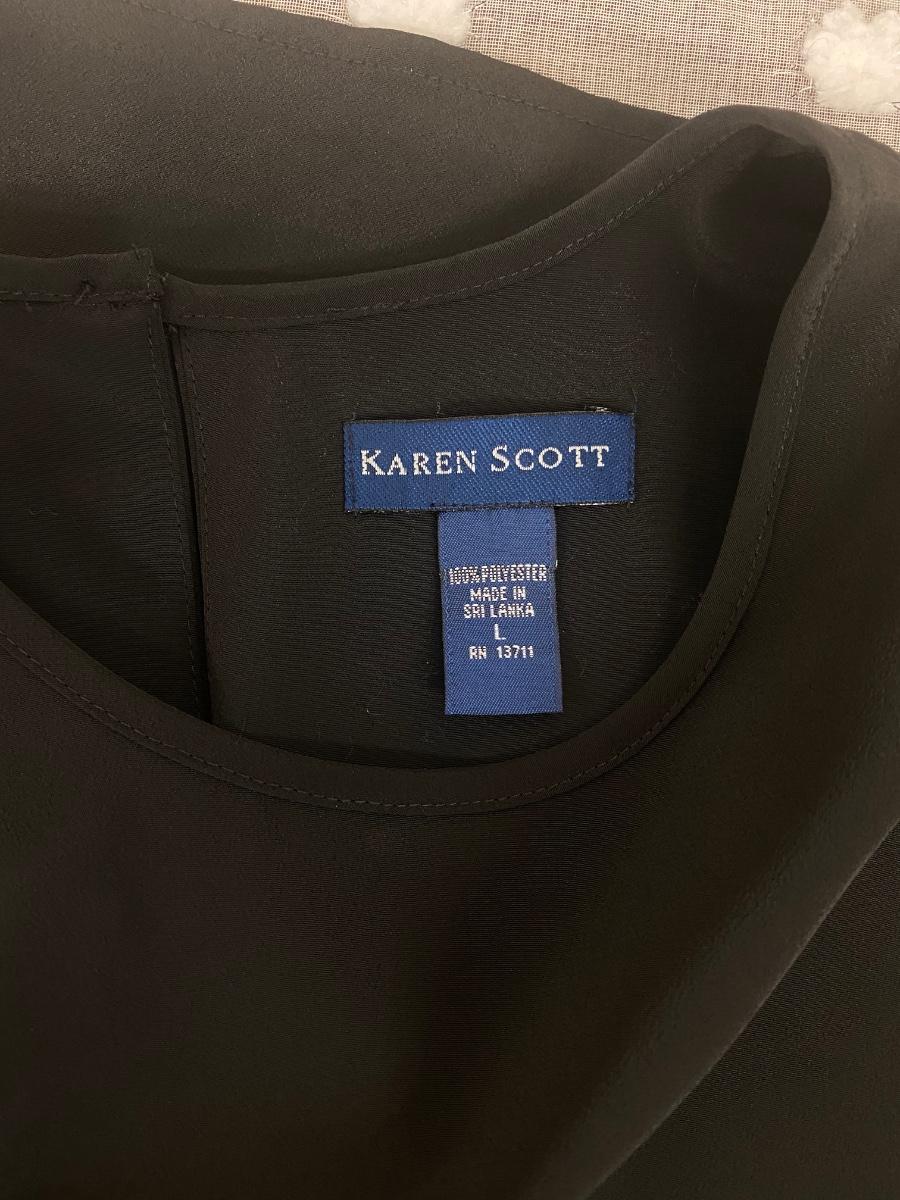 KAREN SCOTT
100% POLYESTER
MADE IN
SRI LANKA
L
RN 13711